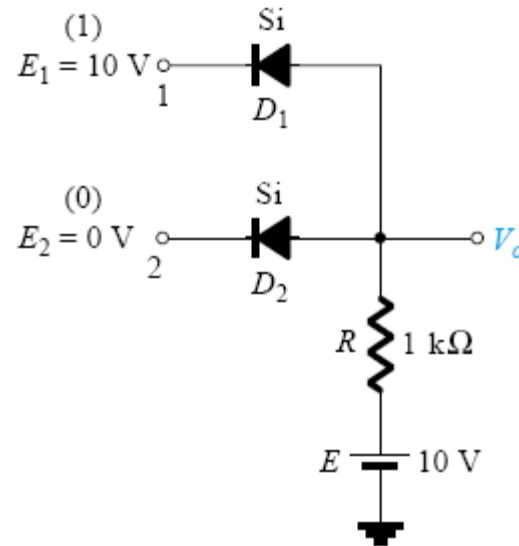 (1)
Si
E1 = 10 V
1
D1
(0)
Si
E2 = 0 V
2
D2
R
1 kΩ
E
10 V